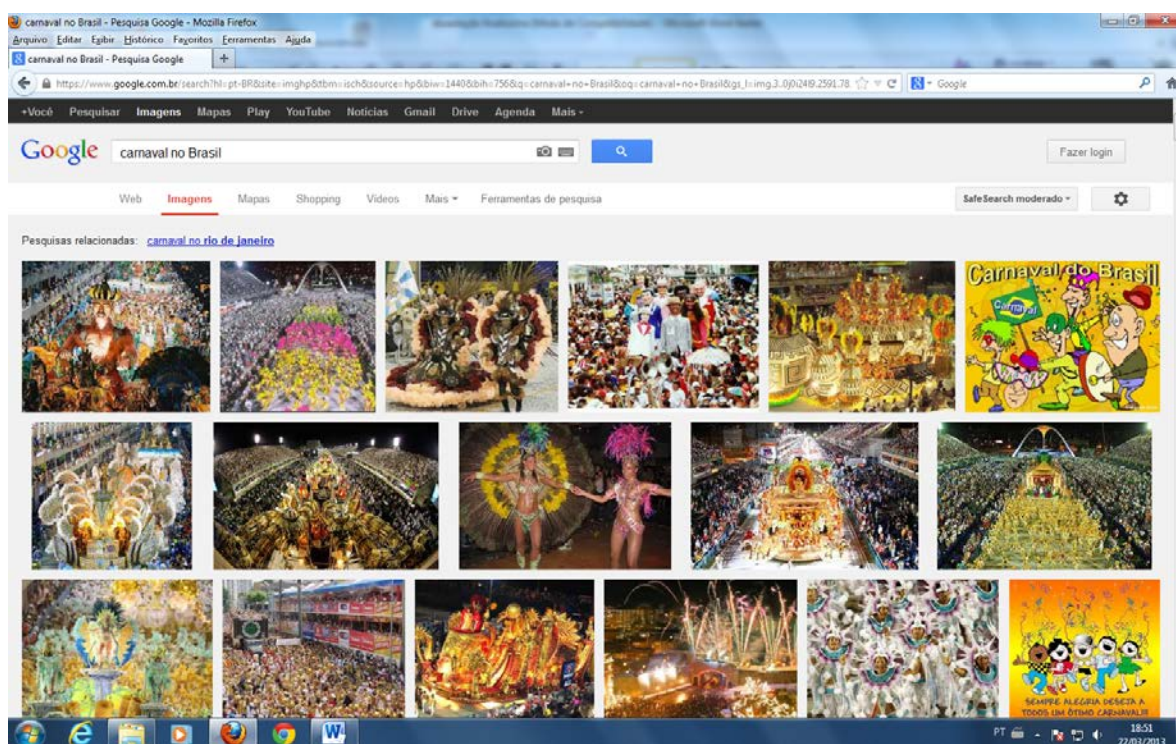 carnaval no Brasil - Pesquisa Google - Mozilla Firefox
Arquivo Editar Exibir Histórico Favoritos Ferramentas Ajuda
carnaval no Brasil - Pesquisa Google
https://www.google.com.br/search?hl=pt-BR&site=imghp&tbm=isch&source=hp&biw=1440&bih=756&q=carnaval+no+Brasil&oq=carnaval+no+Brasil&gs_l=img.3..0j0i24l9.2591.78
Google
+Você Pesquisar Imagens Mapas Play YouTube Notícias Gmail Drive Agenda Mais
Google carnaval no Brasil Fazer login
Web Imagens Mapas Shopping Vídeos Mais Ferramentas de pesquisa SafeSearch moderado
Pesquisas relacionadas: carnaval no rio de janeiro
Carnaval do Brasil
Carnaval
SEMPRE ALEGRIA DESEJA A
TODOS UM ÓTIMO CARNAVAL!!!
PT 18:51
22/03/2013